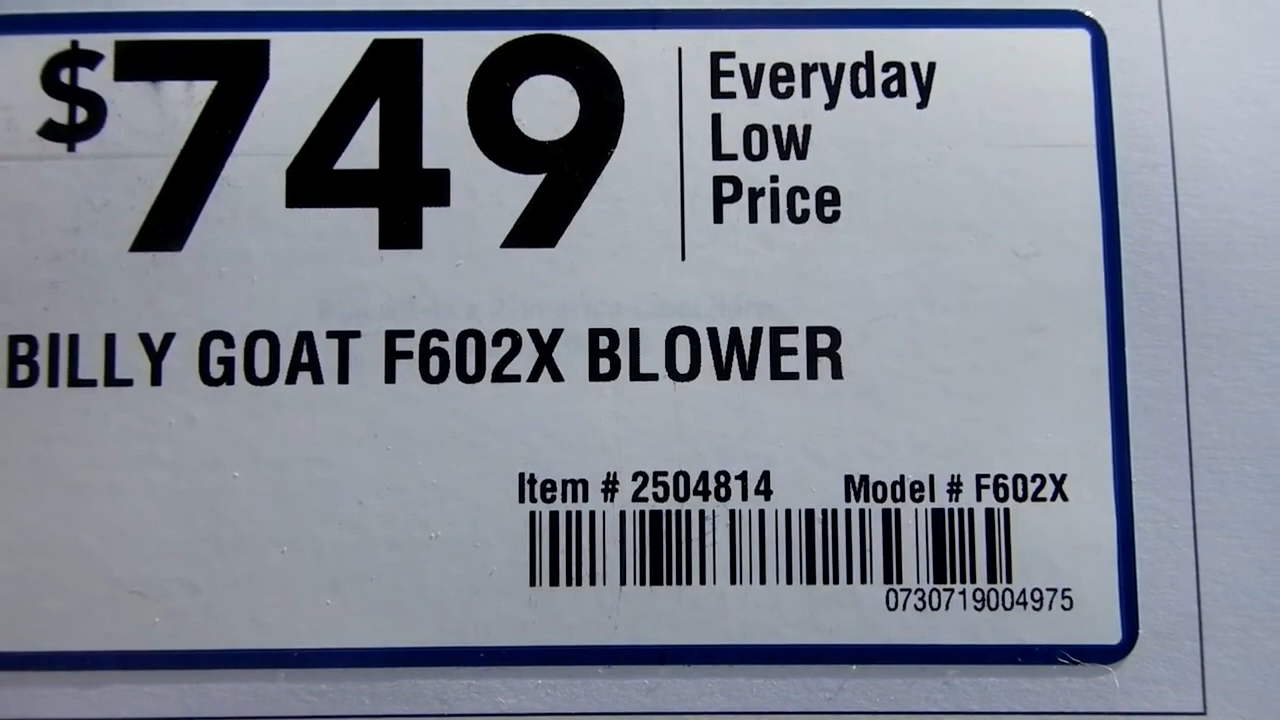 $749
Everyday
Low
Price
BILLY GOAT F602X BLOWER
Item # 2504814 Model # F602X
0730719004975